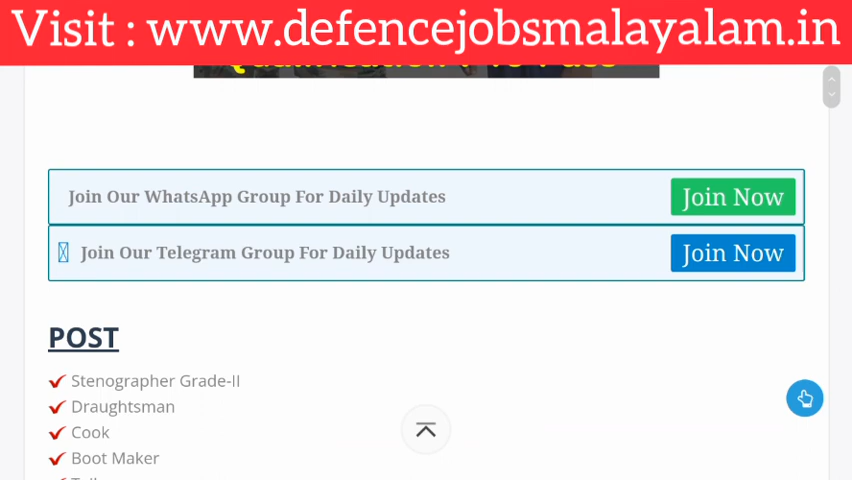 Visit : www.defencejobsmalayalam.in
Join Our WhatsApp Group For Daily Updates
Join Now
Join Our Telegram Group For Daily Updates
Join Now
POST
Stenographer Grade-II
Draughtsman
Cook
Boot Maker